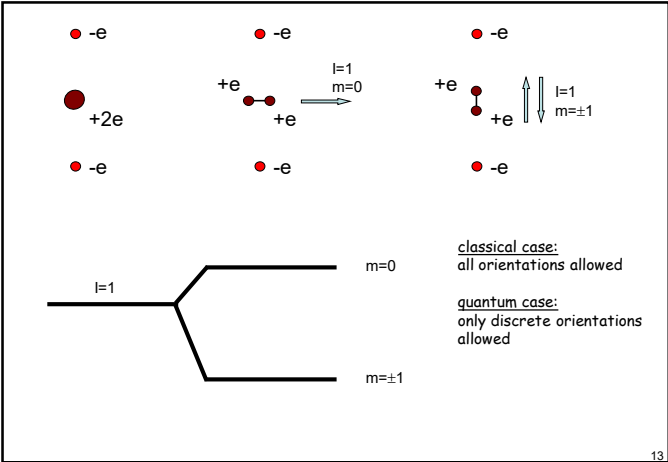 -e
-e
-e
+e
I=1
m=0
+e
I=1
m=±1
+2e
+e
+e
-e
-e
-e
classical case:
all orientations allowed
I=1
m=0
quantum case:
only discrete orientations
allowed
m=±1
13